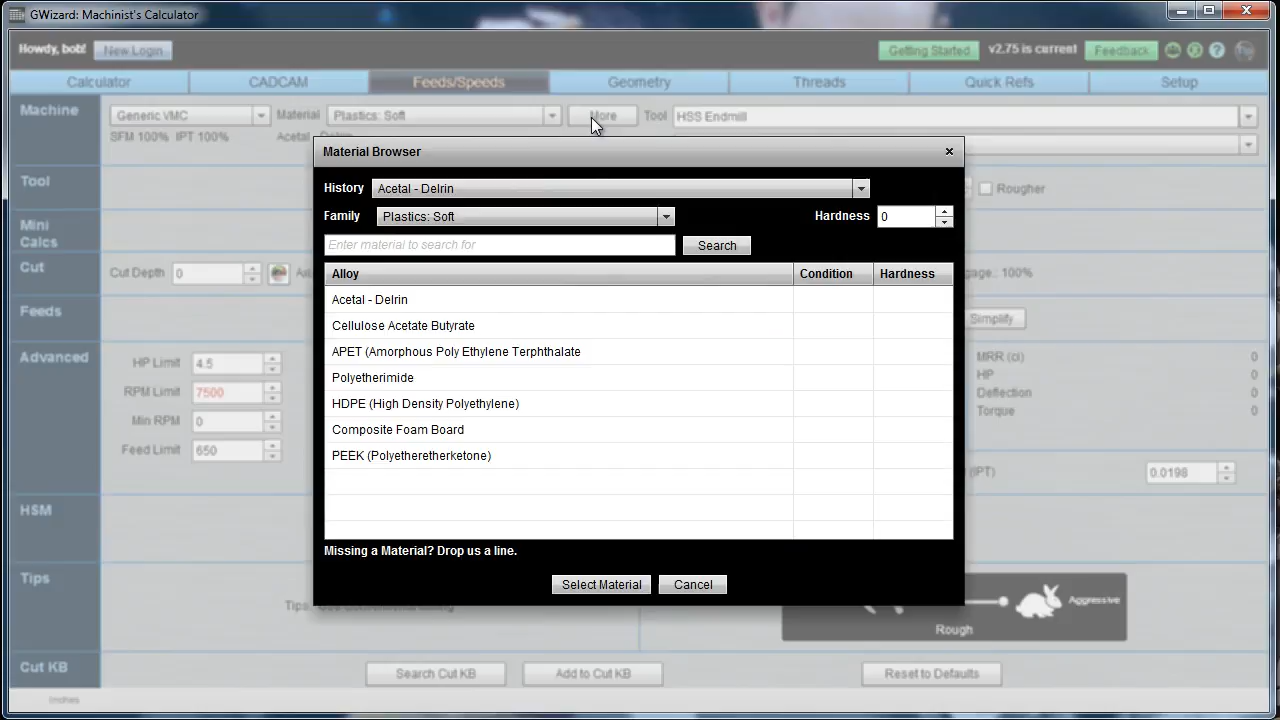 GWizard: Machinist's Calculator
Howdy, bob! New Login Getting Started v2.75 is current Feedback ?
Calculator CADCAM Feeds/Speeds Geometry Threads Quick Refs Setup
Machine Generic VMC Material Plastics: Soft More Tool HSS Endmill
SFM 100% IPT 100% Acetal - Delrin
Material Browser
History Acetal - Delrin
Tool Rougher
Family Plastics: Soft Hardness 0
Mini
Calcs
Enter material to search for Search
Cut Cut Depth 0 gage.: 100%
Alloy Condition Hardness
Acetal - Delrin
Feeds Simplify
Cellulose Acetate Butyrate
APET (Amorphous Poly Ethylene Terphthalate
Advanced HP Limit 4.5 MRR (ci) 0
Polyetherimide HP 0
RPM Limit 7500 Deflection 0
HDPE (High Density Polyethylene) Torque 0
Min RPM 0
Composite Foam Board
Feed Limit 650
PEEK (Polyetheretherketone)
(IPT) 0.0198
HSM
Missing a Material? Drop us a line.
Tips
Select Material Cancel
Tips: Aggressive
Rough
Cut KB Search Cut KB Add to Cut KB Reset to Defaults
Inches